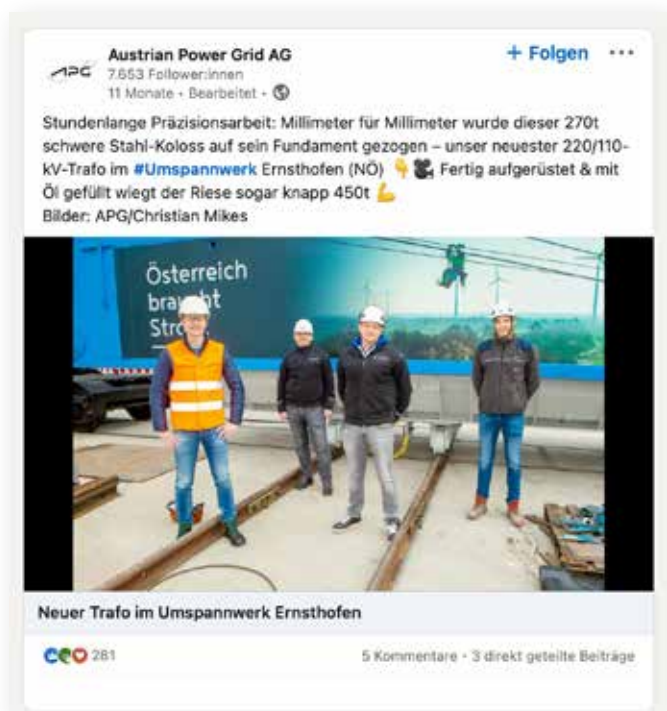 APG
Austrian Power Grid AG
7.653 Follower:innen
11 Monate • Bearbeitet •
+ Folgen •••
Stundenlange Präzisionsarbeit: Millimeter für Millimeter wurde dieser 270t
schwere Stahl-Koloss auf sein Fundament gezogen – unser neuester 220/110-
kV-Trafo im #Umspannwerk Ernsthofen (NÖ) 👇 🎥 Fertig aufgerüstet & mit
Öl gefüllt wiegt der Riese sogar knapp 450t 💪
Bilder: APG/Christian Mikes
Österreich
braucht
Stro
Neuer Trafo im Umspannwerk Ernsthofen
281
5 Kommentare • 3 direkt geteilte Beiträge